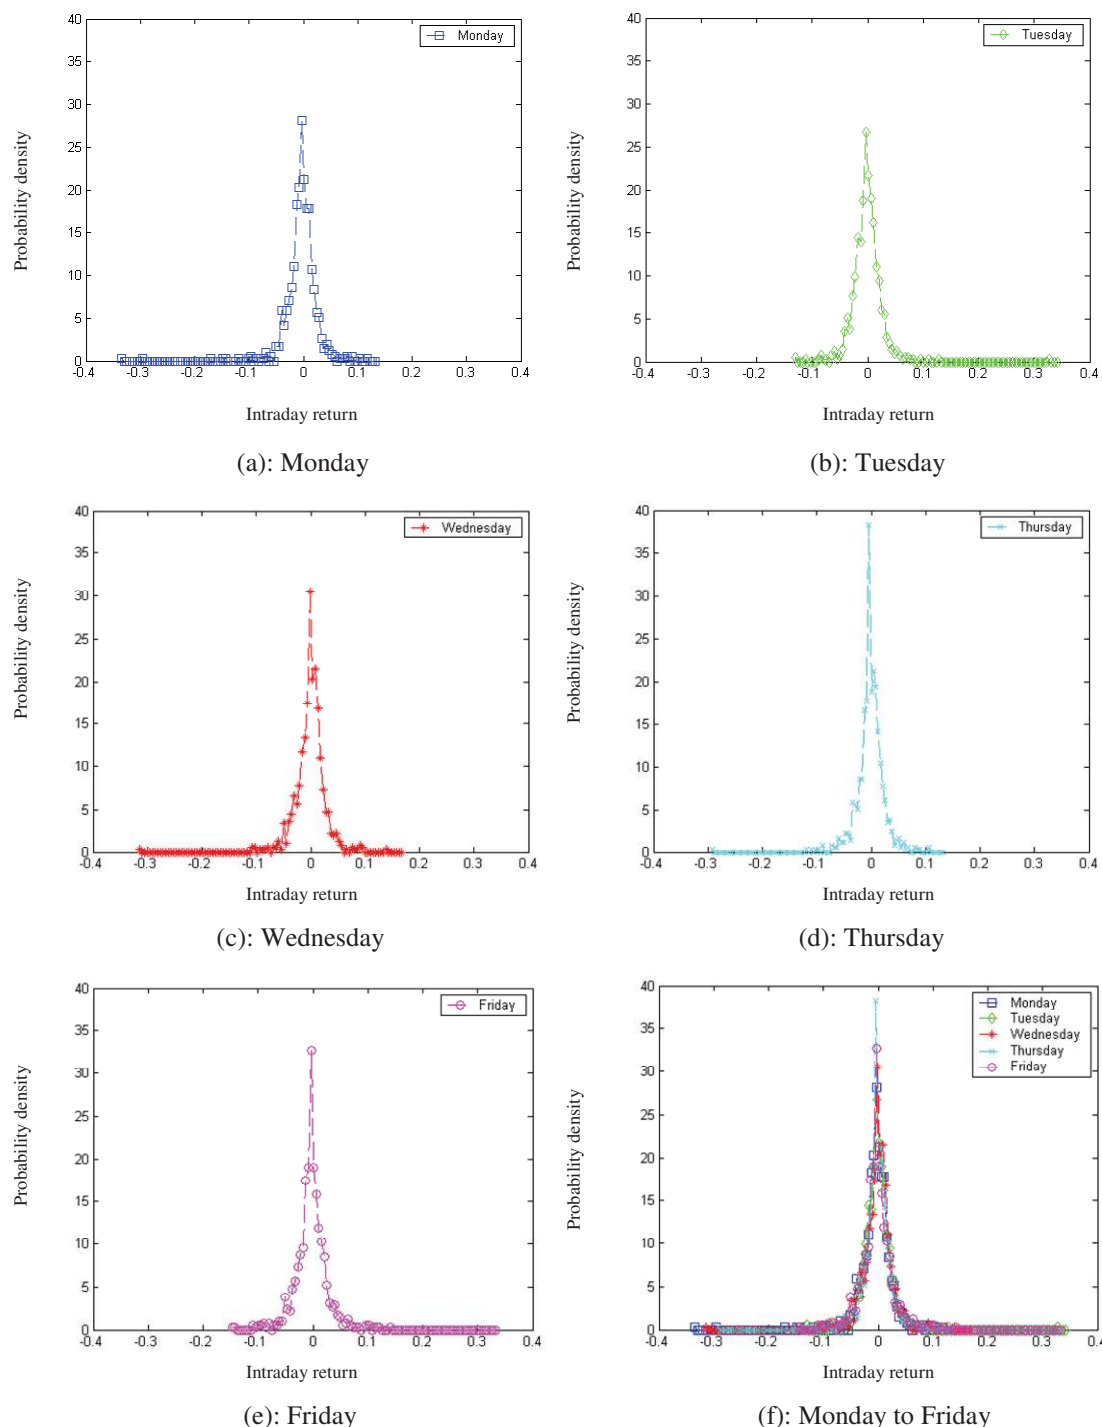 40
35
30
25
20
15
10
5
0
-0.4 -0.3 -0.2 -0.1 0 0.1 0.2 0.3 0.4
Probability density
Monday
Intraday return
(a): Monday
40
35
30
25
20
15
10
5
0
-0.4 -0.3 -0.2 -0.1 0 0.1 0.2 0.3 0.4
Probability density
Tuesday
Intraday return
(b): Tuesday
40
35
30
25
20
15
10
5
0
-0.4 -0.3 -0.2 -0.1 0 0.1 0.2 0.3 0.4
Probability density
Wednesday
Intraday return
(c): Wednesday
40
35
30
25
20
15
10
5
0
-0.4 -0.3 -0.2 -0.1 0 0.1 0.2 0.3 0.4
Probability density
Thursday
Intraday return
(d): Thursday
40
35
30
25
20
15
10
5
0
-0.4 -0.3 -0.2 -0.1 0 0.1 0.2 0.3 0.4
Probability density
Friday
Intraday return
(e): Friday
40
35
30
25
20
15
10
5
0
-0.4 -0.3 -0.2 -0.1 0 0.1 0.2 0.3 0.4
Probability density
Monday
Tuesday
Wednesday
Thursday
Friday
Intraday return
(f): Monday to Friday